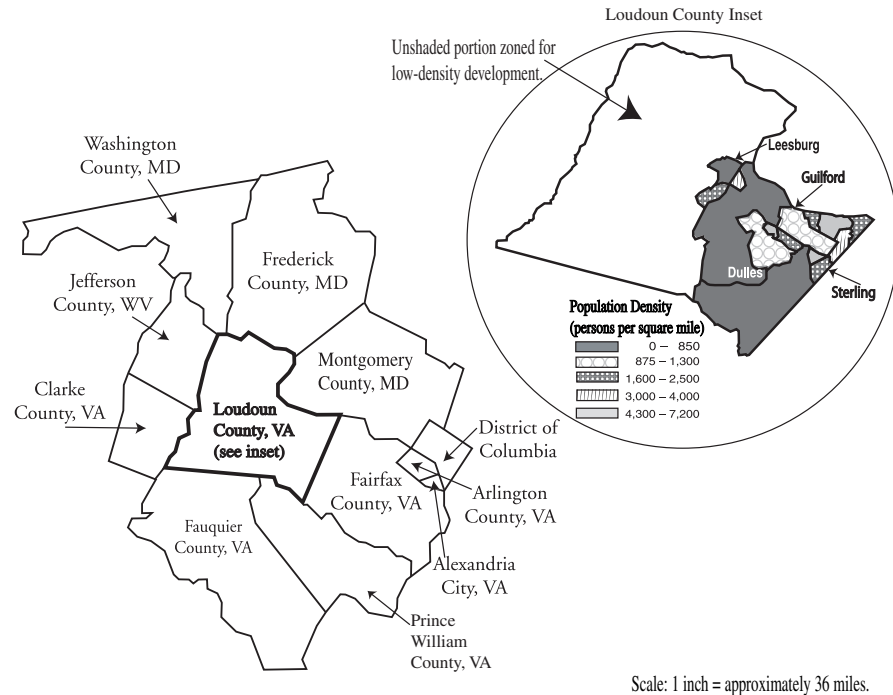 Loudoun County Inset
Unshaded portion zoned for
low-density development.
Leesburg
Guilford
Dulles
Sterling
Population Density
(persons per square mile)
0 – 850
875 – 1,300
1,600 – 2,500
3,000 – 4,000
4,300 – 7,200
Washington
County, MD
Frederick
County, MD
Jefferson
County, WV
Montgomery
County, MD
Clarke
County, VA
Loudoun
County, VA
(see inset)
District of
Columbia
Fairfax
County, VA
Arlington
County, VA
Fauquier
County, VA
Alexandria
City, VA
Prince
William
County, VA
Scale: 1 inch = approximately 36 miles.